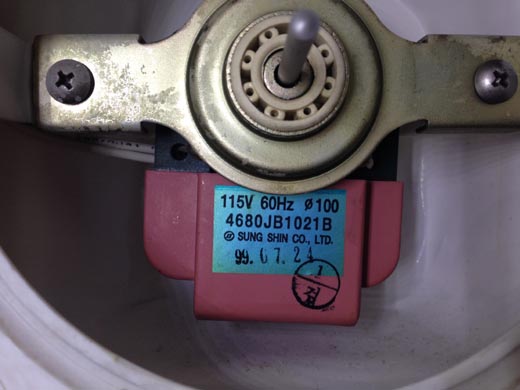 115V 60Hz Ø100
4680JB1021B
SUNG SHIN CO., LTD.
99. 07. 24